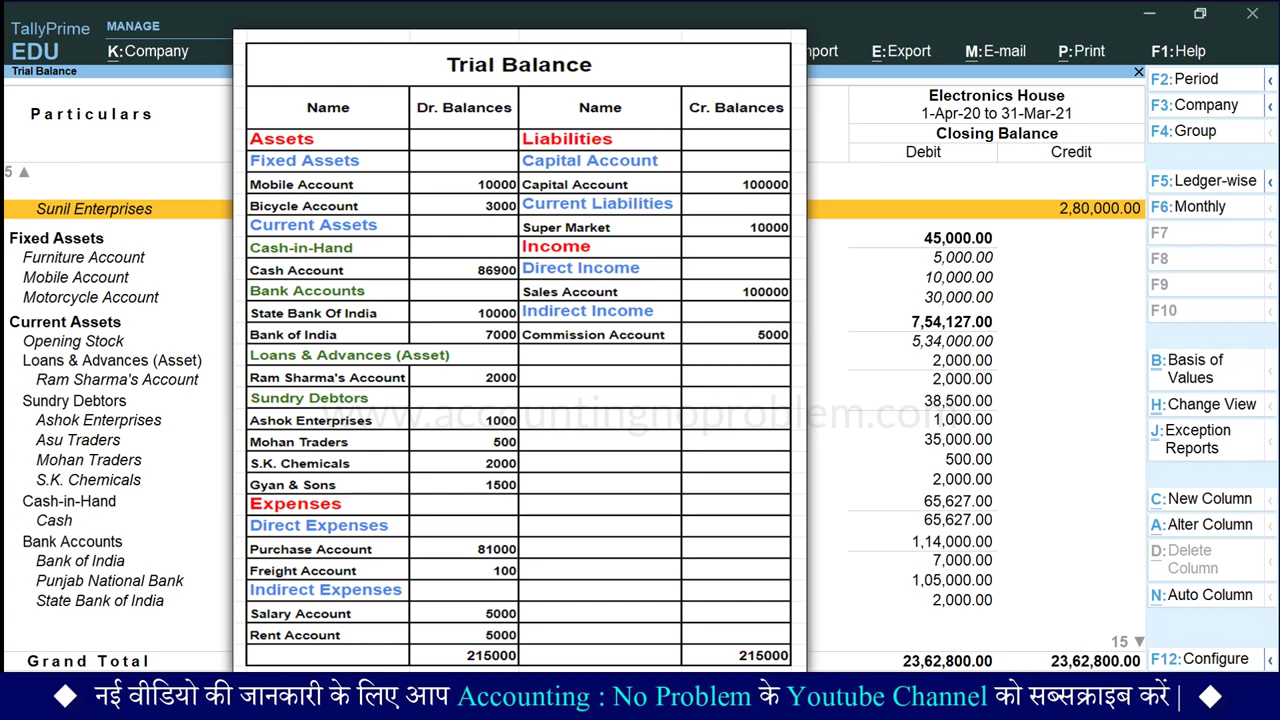 TallyPrime
EDU
MANAGE
K:Company
port
E:Export
M:E-mail
P:Print
F1:Help
Trial Balance
Particulars
Electronics House
1-Apr-20 to 31-Mar-21
Closing Balance
Debit Credit
5
Sunil Enterprises 2,80,000.00
Fixed Assets 45,000.00
Furniture Account 5,000.00
Mobile Account 10,000.00
Motorcycle Account 30,000.00
Current Assets 7,54,127.00
Opening Stock 5,34,000.00
Loans & Advances (Asset) 2,000.00
Ram Sharma's Account 2,000.00
Sundry Debtors 38,500.00
Ashok Enterprises 1,000.00
Asu Traders 35,000.00
Mohan Traders 500.00
S.K. Chemicals 2,000.00
Cash-in-Hand 65,627.00
Cash 65,627.00
Bank Accounts 1,14,000.00
Bank of India 7,000.00
Punjab National Bank 1,05,000.00
State Bank of India 2,000.00
15
Grand Total 23,62,800.00 23,62,800.00
Trial Balance
Name Dr. Balances Name Cr. Balances
Assets Liabilities
Fixed Assets Capital Account
Mobile Account 10000 Capital Account 100000
Bicycle Account 3000 Current Liabilities
Current Assets Super Market 10000
Cash-in-Hand Income
Cash Account 86900 Direct Income
Bank Accounts Sales Account 100000
State Bank Of India 10000 Indirect Income
Bank of India 7000 Commission Account 5000
Loans & Advances (Asset)
Ram Sharma's Account 2000
Sundry Debtors
Ashok Enterprises 1000
Mohan Traders 500
S.K. Chemicals 2000
Gyan & Sons 1500
Expenses
Direct Expenses
Purchase Account 81000
Freight Account 100
Indirect Expenses
Salary Account 5000
Rent Account 5000
215000 215000
www.accountingnoproblem.com
F2:Period
F3:Company
F4:Group
F5:Ledger-wise
F6:Monthly
F7
F8
F9
F10
B:Basis of
Values
H:Change View
J:Exception
Reports
C:New Column
A:Alter Column
D:Delete
Column
N:Auto Column
F12:Configure
नई वीडियो की जानकारी के लिए आप Accounting : No Problem के Youtube Channel को सब्सक्राइब करें|